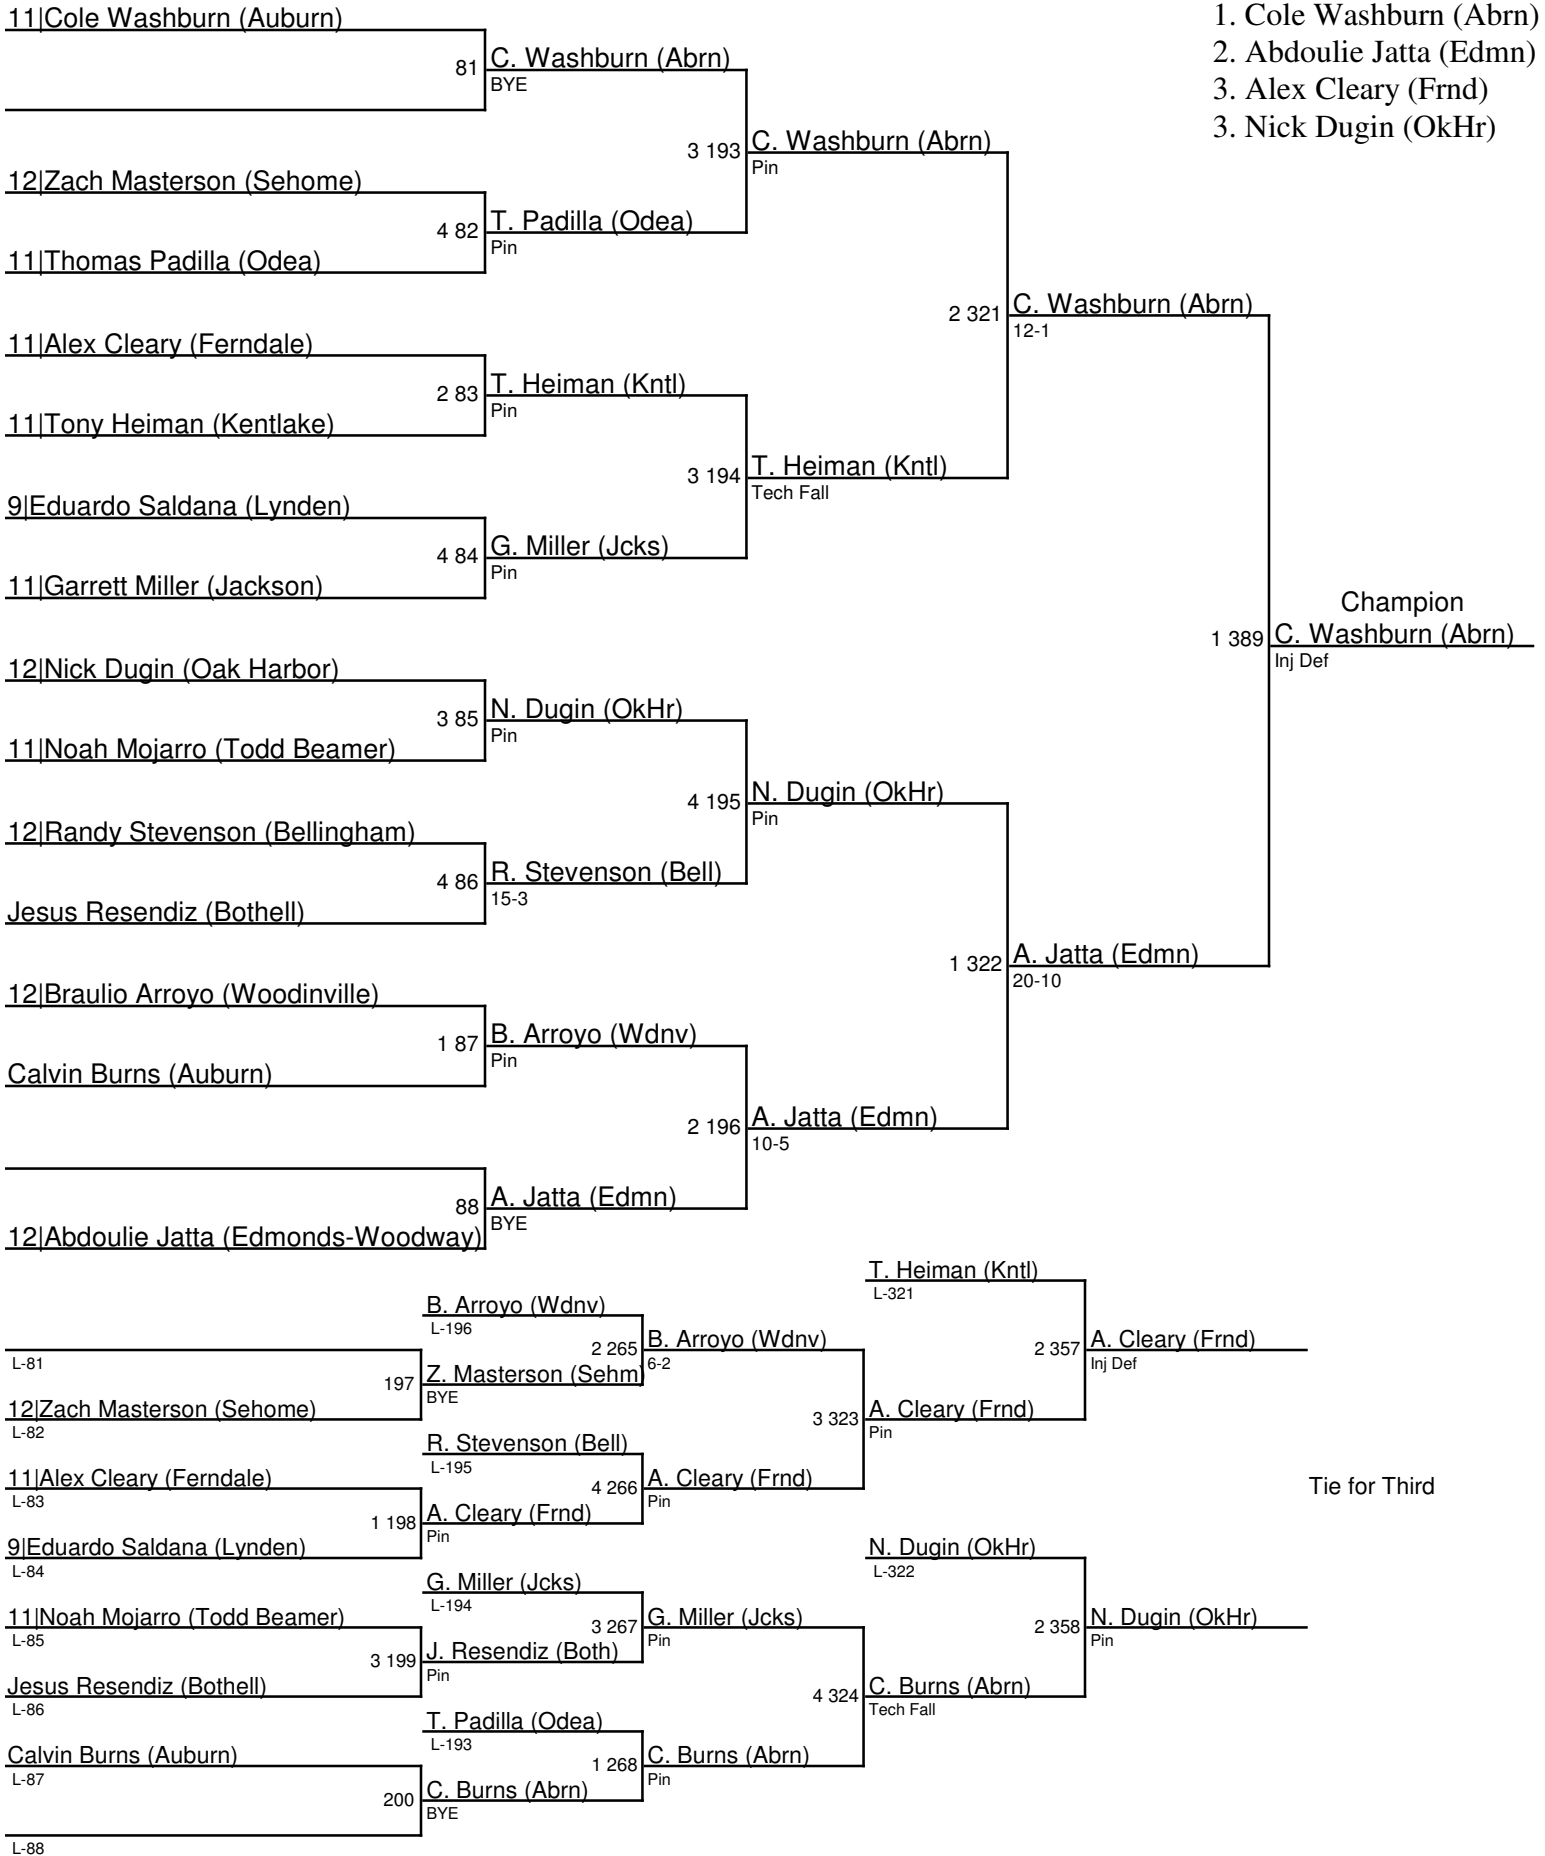 11|Cole Washburn (Auburn)
1. Cole Washburn (Abrn)
2. Abdoulie Jatta (Edmn)
3. Alex Cleary (Frnd)
3. Nick Dugin (OkHr)
81 C. Washburn (Abrn)
BYE
3 193 C. Washburn (Abrn)
Pin
12|Zach Masterson (Sehome)
4 82 T. Padilla (Odea)
Pin
11|Thomas Padilla (Odea)
2 321 C. Washburn (Abrn)
12-1
11|Alex Cleary (Ferndale)
2 83 T. Heiman (Kntl)
Pin
11|Tony Heiman (Kentlake)
3 194 T. Heiman (Kntl)
Tech Fall
9|Eduardo Saldana (Lynden)
4 84 G. Miller (Jcks)
Pin
11|Garrett Miller (Jackson)
Champion
1 389 C. Washburn (Abrn)
Inj Def
12|Nick Dugin (Oak Harbor)
3 85 N. Dugin (OkHr)
Pin
11|Noah Mojarro (Todd Beamer)
4 195 N. Dugin (OkHr)
Pin
12|Randy Stevenson (Bellingham)
4 86 R. Stevenson (Bell)
15-3
Jesus Resendiz (Bothell)
1 322 A. Jatta (Edmn)
20-10
12|Braulio Arroyo (Woodinville)
1 87 B. Arroyo (Wdnv)
Pin
Calvin Burns (Auburn)
2 196 A. Jatta (Edmn)
10-5
88 A. Jatta (Edmn)
BYE
12|Abdoulie Jatta (Edmonds-Woodway)
T. Heiman (Kntl)
L-321
B. Arroyo (Wdnv)
L-196
2 265 B. Arroyo (Wdnv)
6-2
2 357 A. Cleary (Frnd)
Inj Def
L-81
197 Z. Masterson (Sehm)
BYE
12|Zach Masterson (Sehome)
L-82
3 323 A. Cleary (Frnd)
Pin
R. Stevenson (Bell)
L-195
11|Alex Cleary (Ferndale)
L-83
4 266 A. Cleary (Frnd)
Pin
Tie for Third
1 198 A. Cleary (Frnd)
Pin
9|Eduardo Saldana (Lynden)
L-84
N. Dugin (OkHr)
L-322
G. Miller (Jcks)
L-194
11|Noah Mojarro (Todd Beamer)
L-85
3 267 G. Miller (Jcks)
Pin
2 358 N. Dugin (OkHr)
Pin
3 199 J. Resendiz (Both)
Pin
Jesus Resendiz (Bothell)
L-86
4 324 C. Burns (Abrn)
Tech Fall
T. Padilla (Odea)
L-193
Calvin Burns (Auburn)
L-87
1 268 C. Burns (Abrn)
Pin
200 C. Burns (Abrn)
BYE
L-88